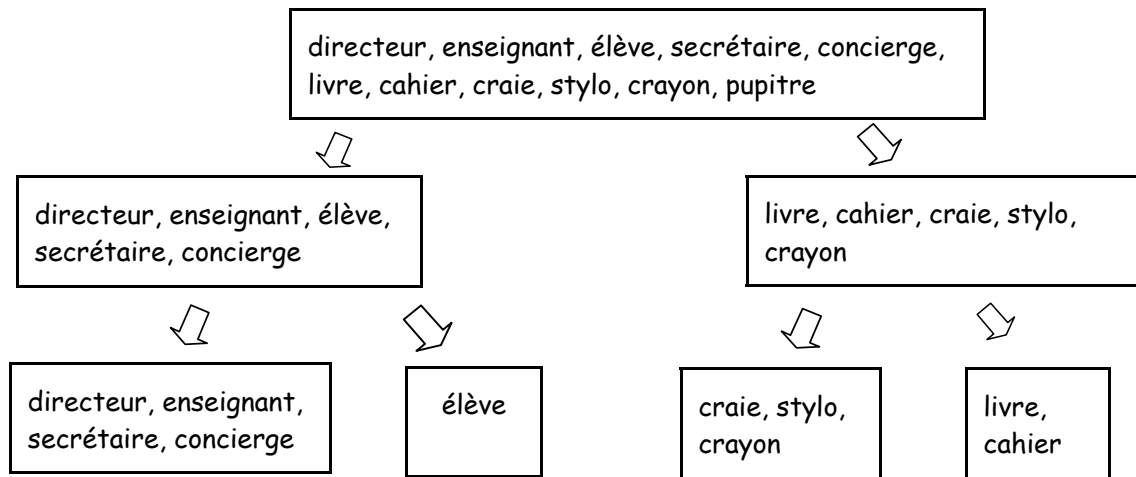 directeur, enseignant, élève, secrétaire, concierge,
livre, cahier, craie, stylo, crayon, pupitre
directeur, enseignant, élève,
secrétaire, concierge
livre, cahier, craie, stylo,
crayon
directeur, enseignant,
secrétaire, concierge
élève
craie, stylo,
crayon
livre,
cahier